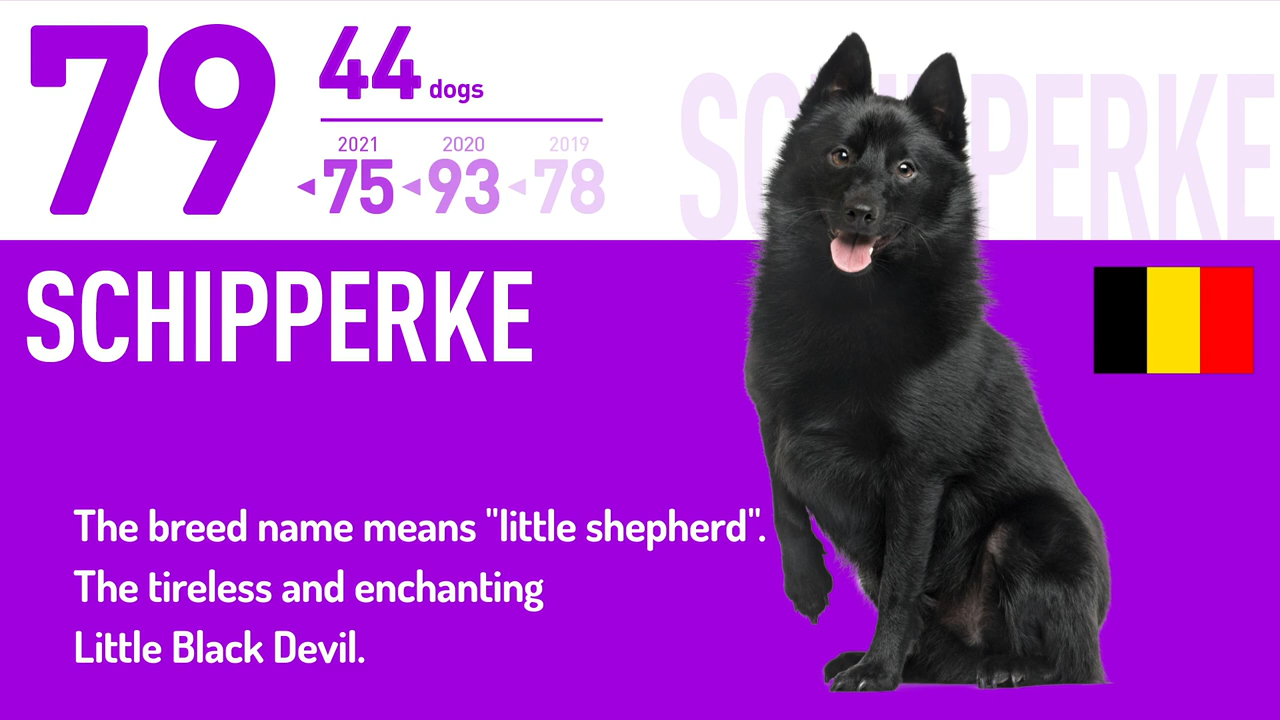 79
44 dogs
2021 2020 2019
◄75 ◄93 ◄78
SCHIPPERKE
SCHIPPERKE
The breed name means "little shepherd".
The tireless and enchanting
Little Black Devil.